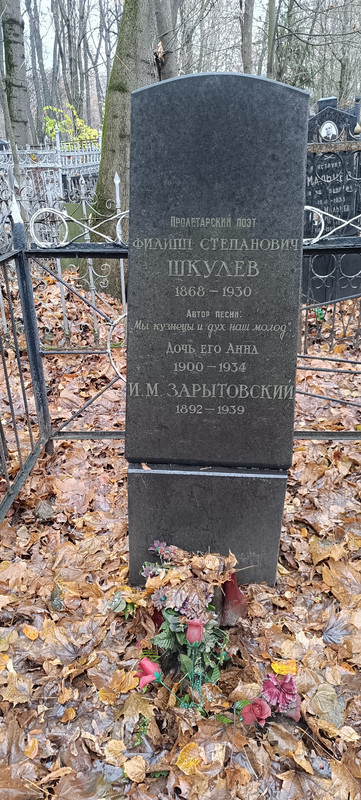 Пролетарский поэт
ФИЛИПП СТЕПАНОВИЧ
ШКУЛЕВ
1868—1930
Автор песни:
"Мы кузнецы и дух наш молод".
Дочь его Анна
1900—1934
И.М. ЗАРЫТОВСКИЙ
1892—1939